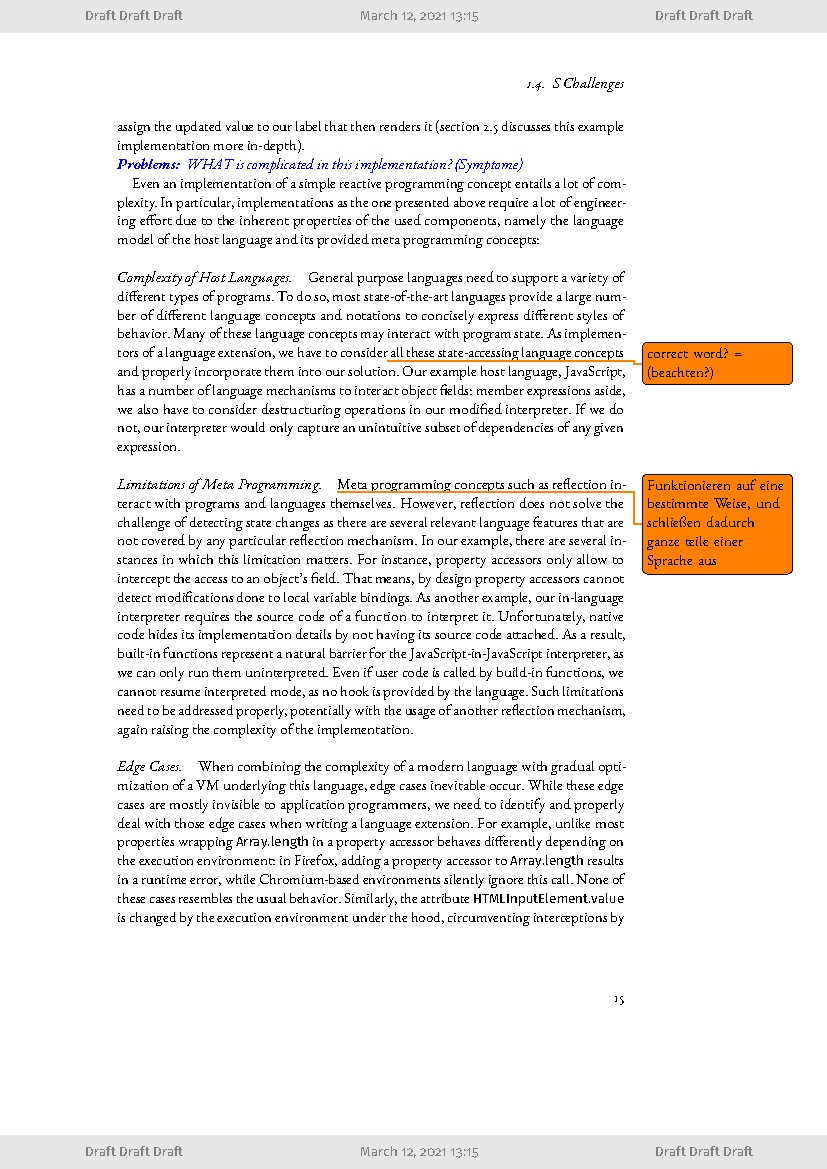 Draft Draft Draft March 12, 2021 13:15 Draft Draft Draft
1.4. S Challenges
assign the updated value to our label that then renders it (section 2.5 discusses this example
implementation more in-depth).
Problems: WHAT is complicated in this implementation? (Symptome)
Even an implementation of a simple reactive programming concept entails a lot of com-
plexity. In particular, implementations as the one presented above require a lot of engineer-
ing effort due to the inherent properties of the used components, namely the language
model of the host language and its provided meta programming concepts:
Complexity of Host Languages. General purpose languages need to support a variety of
different types of programs. To do so, most state-of-the-art languages provide a large num-
ber of different language concepts and notations to concisely express different styles of
behavior. Many of these language concepts may interact with program state. As implemen-
tors of a language extension, we have to consider all these state-accessing language concepts
and properly incorporate them into our solution. Our example host language, JavaScript,
has a number of language mechanisms to interact object fields: member expressions aside,
we also have to consider destructuring operations in our modified interpreter. If we do
not, our interpreter would only capture an unintuitive subset of dependencies of any given
expression.
correct word? =
(beachten?)
Limitations of Meta Programming. Meta programming concepts such as reflection in-
teract with programs and languages themselves. However, reflection does not solve the
challenge of detecting state changes as there are several relevant language features that are
not covered by any particular reflection mechanism. In our example, there are several in-
stances in which this limitation matters. For instance, property accessors only allow to
intercept the access to an object's field. That means, by design property accessors cannot
detect modifications done to local variable bindings. As another example, our in-language
interpreter requires the source code of a function to interpret it. Unfortunately, native
code hides its implementation details by not having its source code attached. As a result,
built-in functions represent a natural barrier for the JavaScript-in-JavaScript interpreter, as
we can only run them uninterpreted. Even if user code is called by build-in functions, we
cannot resume interpreted mode, as no hook is provided by the language. Such limitations
need to be addressed properly, potentially with the usage of another reflection mechanism,
again raising the complexity of the implementation.
Funktionieren auf eine
bestimmte Weise, und
schließen dadurch
ganze teile einer
Sprache aus
Edge Cases. When combining the complexity of a modern language with gradual opti-
mization of a VM underlying this language, edge cases inevitable occur. While these edge
cases are mostly invisible to application programmers, we need to identify and properly
deal with those edge cases when writing a language extension. For example, unlike most
properties wrapping Array.length in a property accessor behaves differently depending on
the execution environment: in Firefox, adding a property accessor to Array.length results
in a runtime error, while Chromium-based environments silently ignore this call. None of
these cases resembles the usual behavior. Similarly, the attribute HTMLInputElement.value
is changed by the execution environment under the hood, circumventing interceptions by
15
Draft Draft Draft March 12, 2021 13:15 Draft Draft Draft